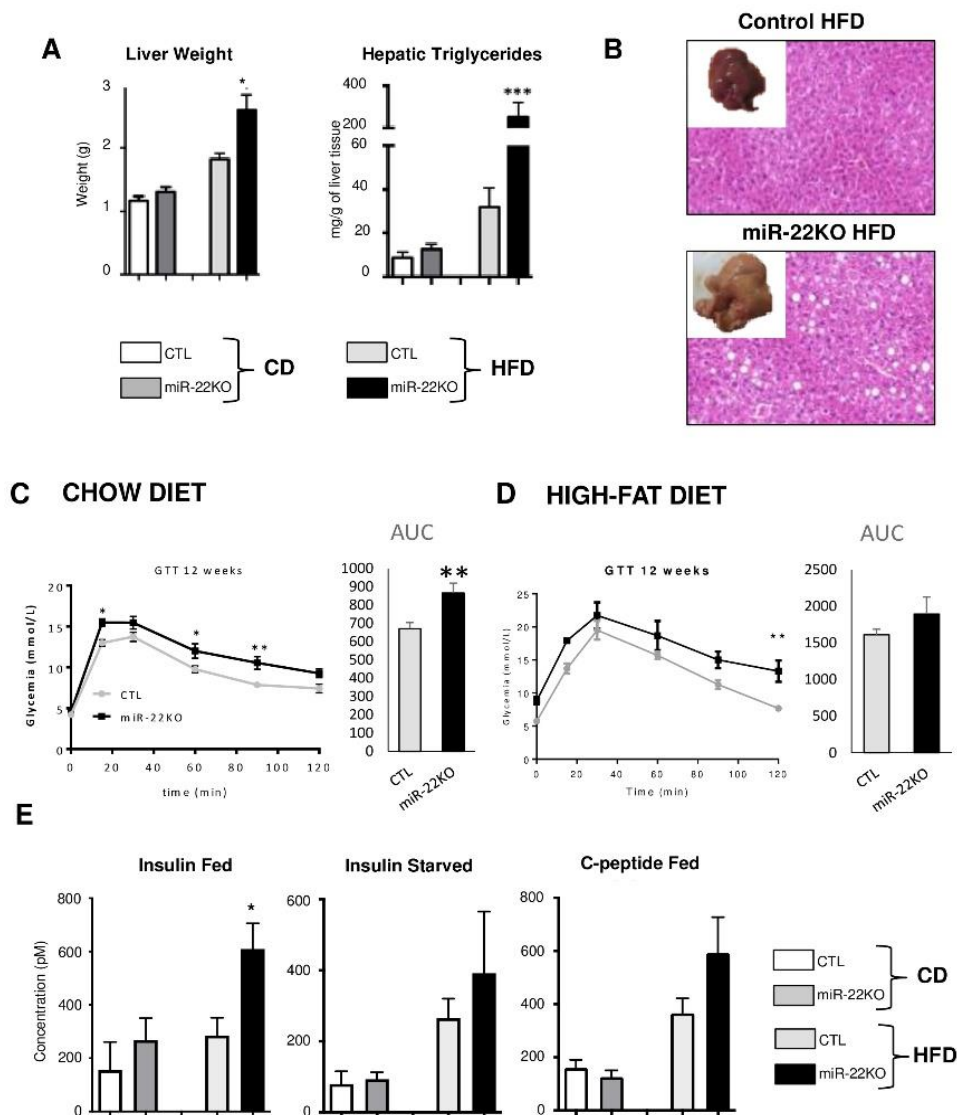 A
Liver Weight
*
3
2
1
0
Weight (g)
Hepatic Triglycerides
***
400
200
60
40
20
0
mg/g of liver tissue
CTL
miR-22KO
CD
CTL
miR-22KO
HFD
B
Control HFD
miR-22KO HFD
C CHOW DIET
GTT 12 weeks
20
15
10
5
0
Glycemia (mmol/L)
*
*
**
CTL
miR-22KO
0 20 40 60 80 100 120
time (min)
AUC
**
1000
900
800
700
600
500
400
300
200
100
0
CTL
miR-22KO
D HIGH-FAT DIET
GTT 12 weeks
25
20
15
10
5
0
Glycemia (mmol/L)
**
0 20 40 60 80 100 120
Time (min)
AUC
2500
2000
1500
1000
500
0
CTL
miR-22KO
E
Insulin Fed
*
800
600
400
200
0
Concentration (pM)
Insulin Starved
600
400
200
0
C-peptide Fed
800
600
400
200
0
CTL
miR-22KO
CD
CTL
miR-22KO
HFD